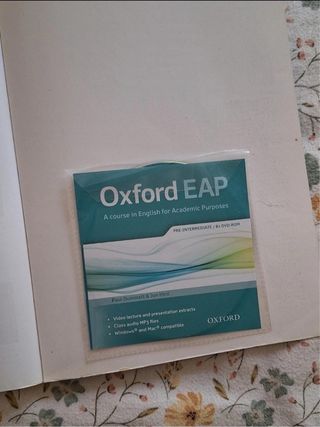 Oxford EAP
A course in English for Academic Purposes
PRE-INTERMEDIATE / B1 DVD-ROM
Paul Dummett & Jon Hird
• Video lecture and presentation extracts
• Class audio MP3 files
• Windows® and Mac® compatible
OXFORD